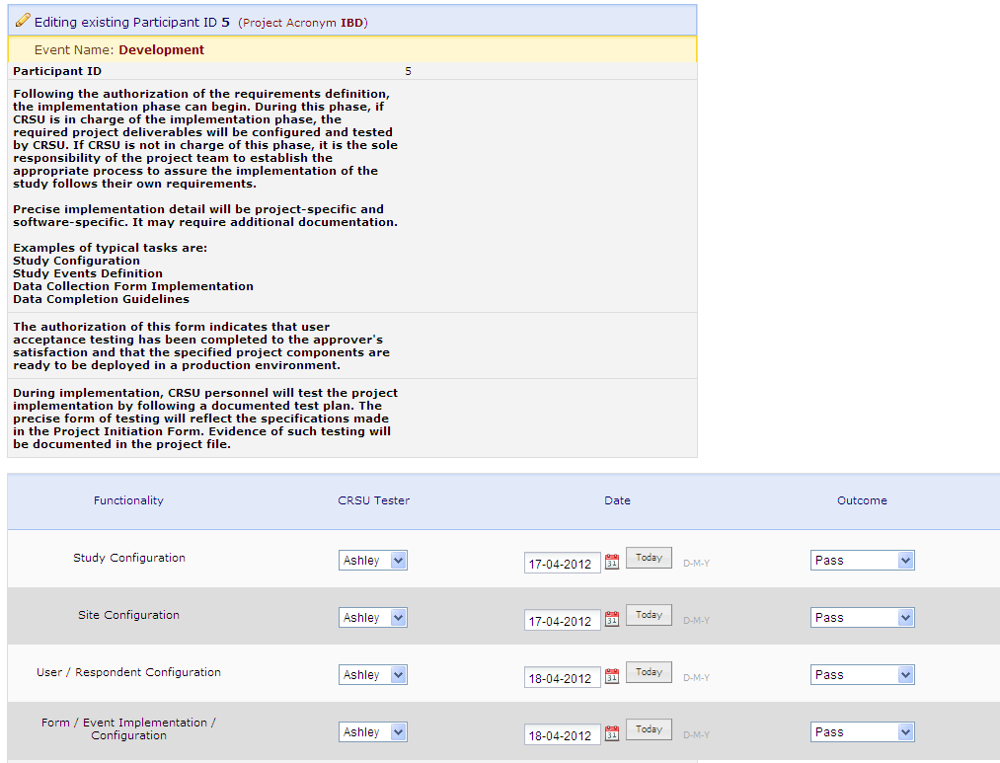 Editing existing Participant ID 5 (Project Acronym IBD)
Event Name: Development
Participant ID 5
Following the authorization of the requirements definition,
the implementation phase can begin. During this phase, if
CRSU is in charge of the implementation phase, the
required project deliverables will be configured and tested
by CRSU. If CRSU is not in charge of this phase, it is the sole
responsibility of the project team to establish the
appropriate process to assure the implementation of the
study follows their own requirements.
Precise implementation detail will be project-specific and
software-specific. It may require additional documentation.
Examples of typical tasks are:
Study Configuration
Study Events Definition
Data Collection Form Implementation
Data Completion Guidelines
The authorization of this form indicates that user
acceptance testing has been completed to the approver's
satisfaction and that the specified project components are
ready to be deployed in a production environment.
During implementation, CRSU personnel will test the project
implementation by following a documented test plan. The
precise form of testing will reflect the specifications made
in the Project Initiation Form. Evidence of such testing will
be documented in the project file.
Functionality CRSU Tester Date Outcome
Study Configuration Ashley 17-04-2012 31 Today D-M-Y Pass
Site Configuration Ashley 17-04-2012 31 Today D-M-Y Pass
User / Respondent Configuration Ashley 18-04-2012 31 Today D-M-Y Pass
Form / Event Implementation /
Configuration Ashley 18-04-2012 31 Today D-M-Y Pass